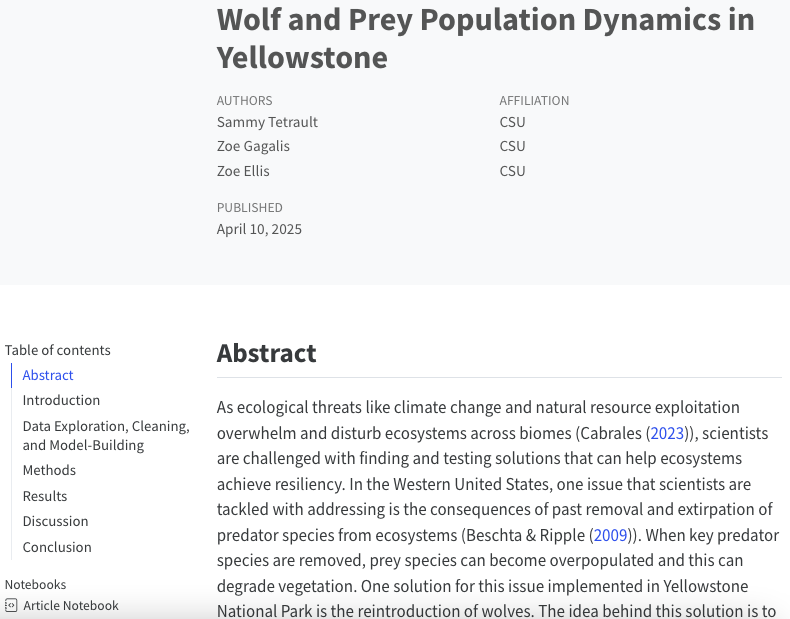 Wolf and Prey Population Dynamics in
Yellowstone
AUTHORS
AFFILIATION
Sammy Tetrault
CSU
Zoe Gagalis
CSU
Zoe Ellis
CSU
PUBLISHED
April 10, 2025
Table of contents
Abstract
Introduction
Data Exploration, Cleaning,
and Model-Building
Methods
Results
Discussion
Conclusion
Notebooks
Article Notebook
Abstract
As ecological threats like climate change and natural resource exploitation
overwhelm and disturb ecosystems across biomes (Cabrales (2023)), scientists
are challenged with finding and testing solutions that can help ecosystems
achieve resiliency. In the Western United States, one issue that scientists are
tackled with addressing is the consequences of past removal and extirpation of
predator species from ecosystems (Beschta & Ripple (2009)). When key predator
species are removed, prey species can become overpopulated and this can
degrade vegetation. One solution for this issue implemented in Yellowstone
National Park is the reintroduction of wolves. The idea behind this solution is to